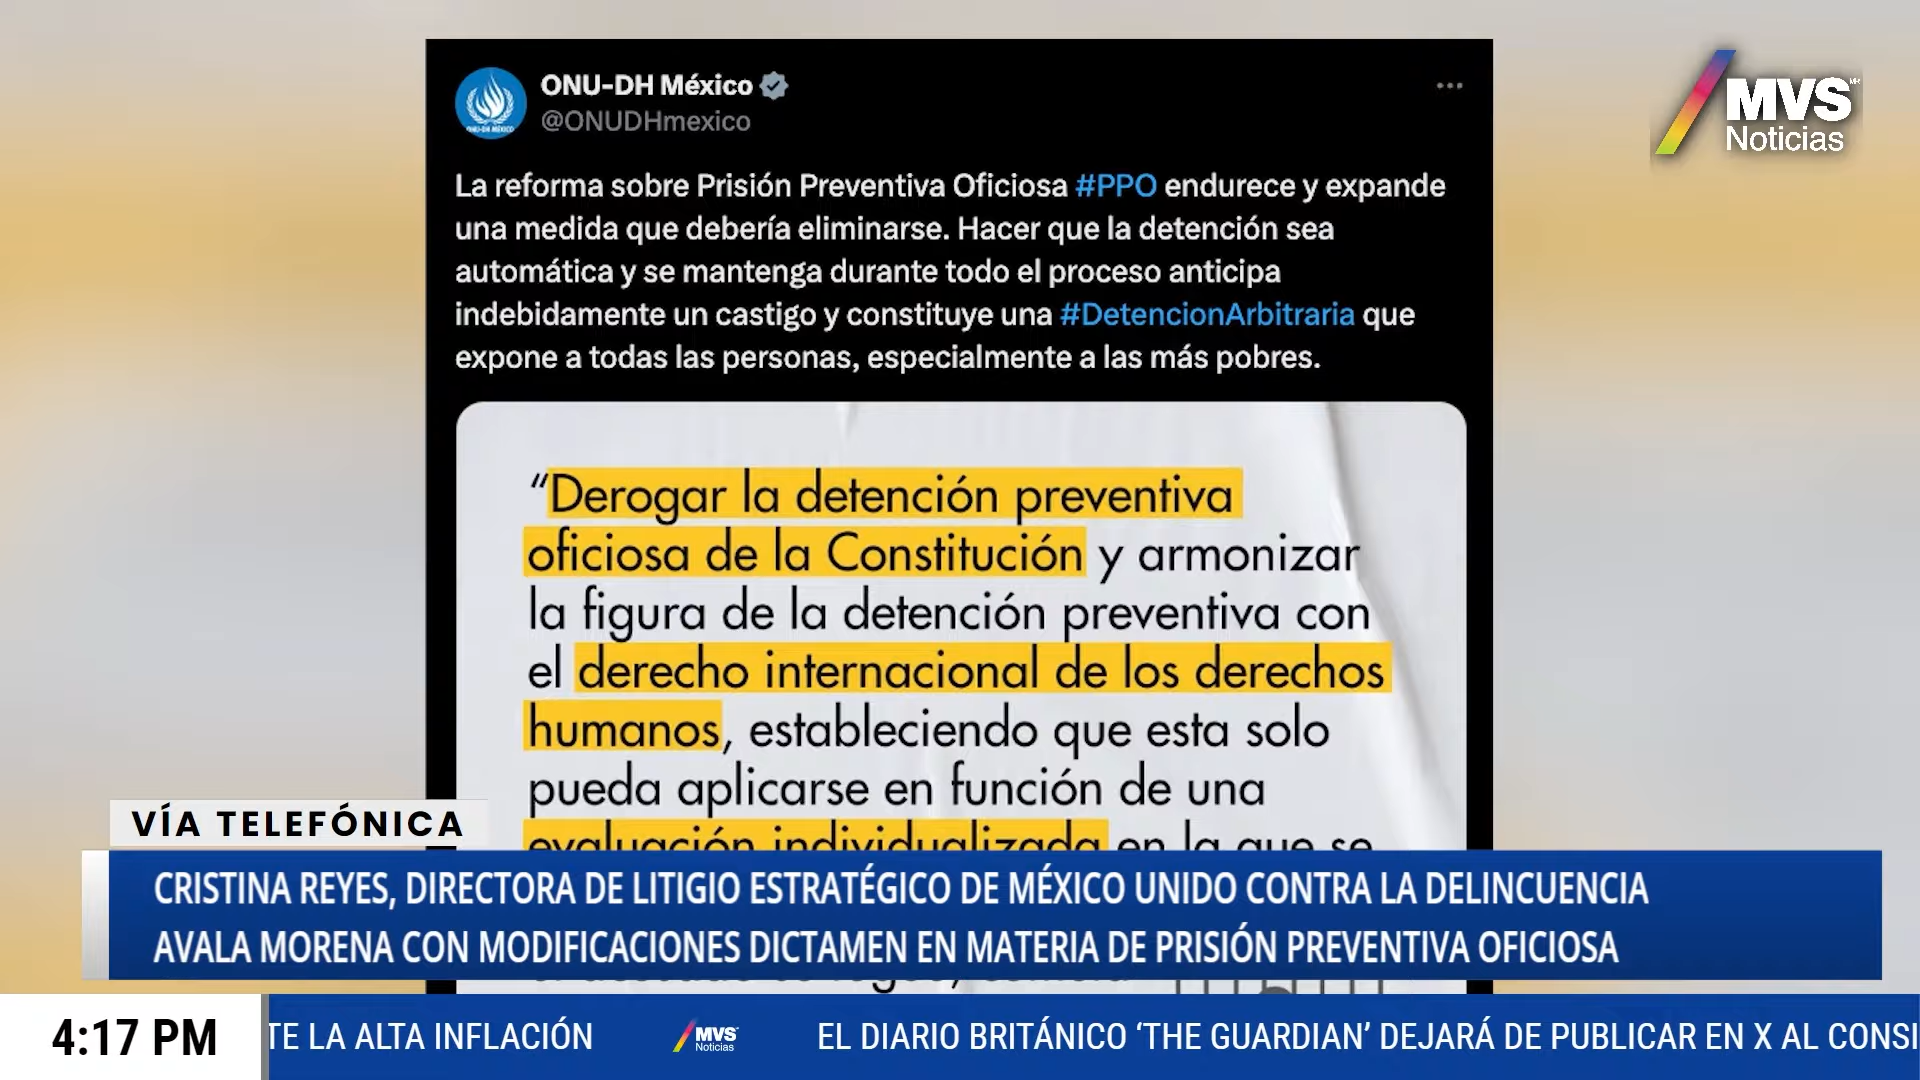 ONU-DH México
@ONUDHmexico
MVS
Noticias
La reforma sobre Prisión Preventiva Oficiosa #PPO endurece y expande
una medida que debería eliminarse. Hacer que la detención sea
automática y se mantenga durante todo el proceso anticipa
indebidamente un castigo y constituye una #DetencionArbitraria que
expone a todas las personas, especialmente a las más pobres.
“Derogar la detención preventiva
oficiosa de la Constitución y armonizar
la figura de la detención preventiva con
el derecho internacional de los derechos
humanos, estableciendo que esta solo
pueda aplicarse en función de una
evaluación individualizada en la que se
VÍA TELEFÓNICA
CRISTINA REYES, DIRECTORA DE LITIGIO ESTRATÉGICO DE MÉXICO UNIDO CONTRA LA DELINCUENCIA
AVALA MORENA CON MODIFICACIONES DICTAMEN EN MATERIA DE PRISIÓN PREVENTIVA OFICIOSA
4:17 PM
TE LA ALTA INFLACIÓN MVS Noticias EL DIARIO BRITÁNICO ‘THE GUARDIAN’ DEJARÁ DE PUBLICAR EN X AL CONSI